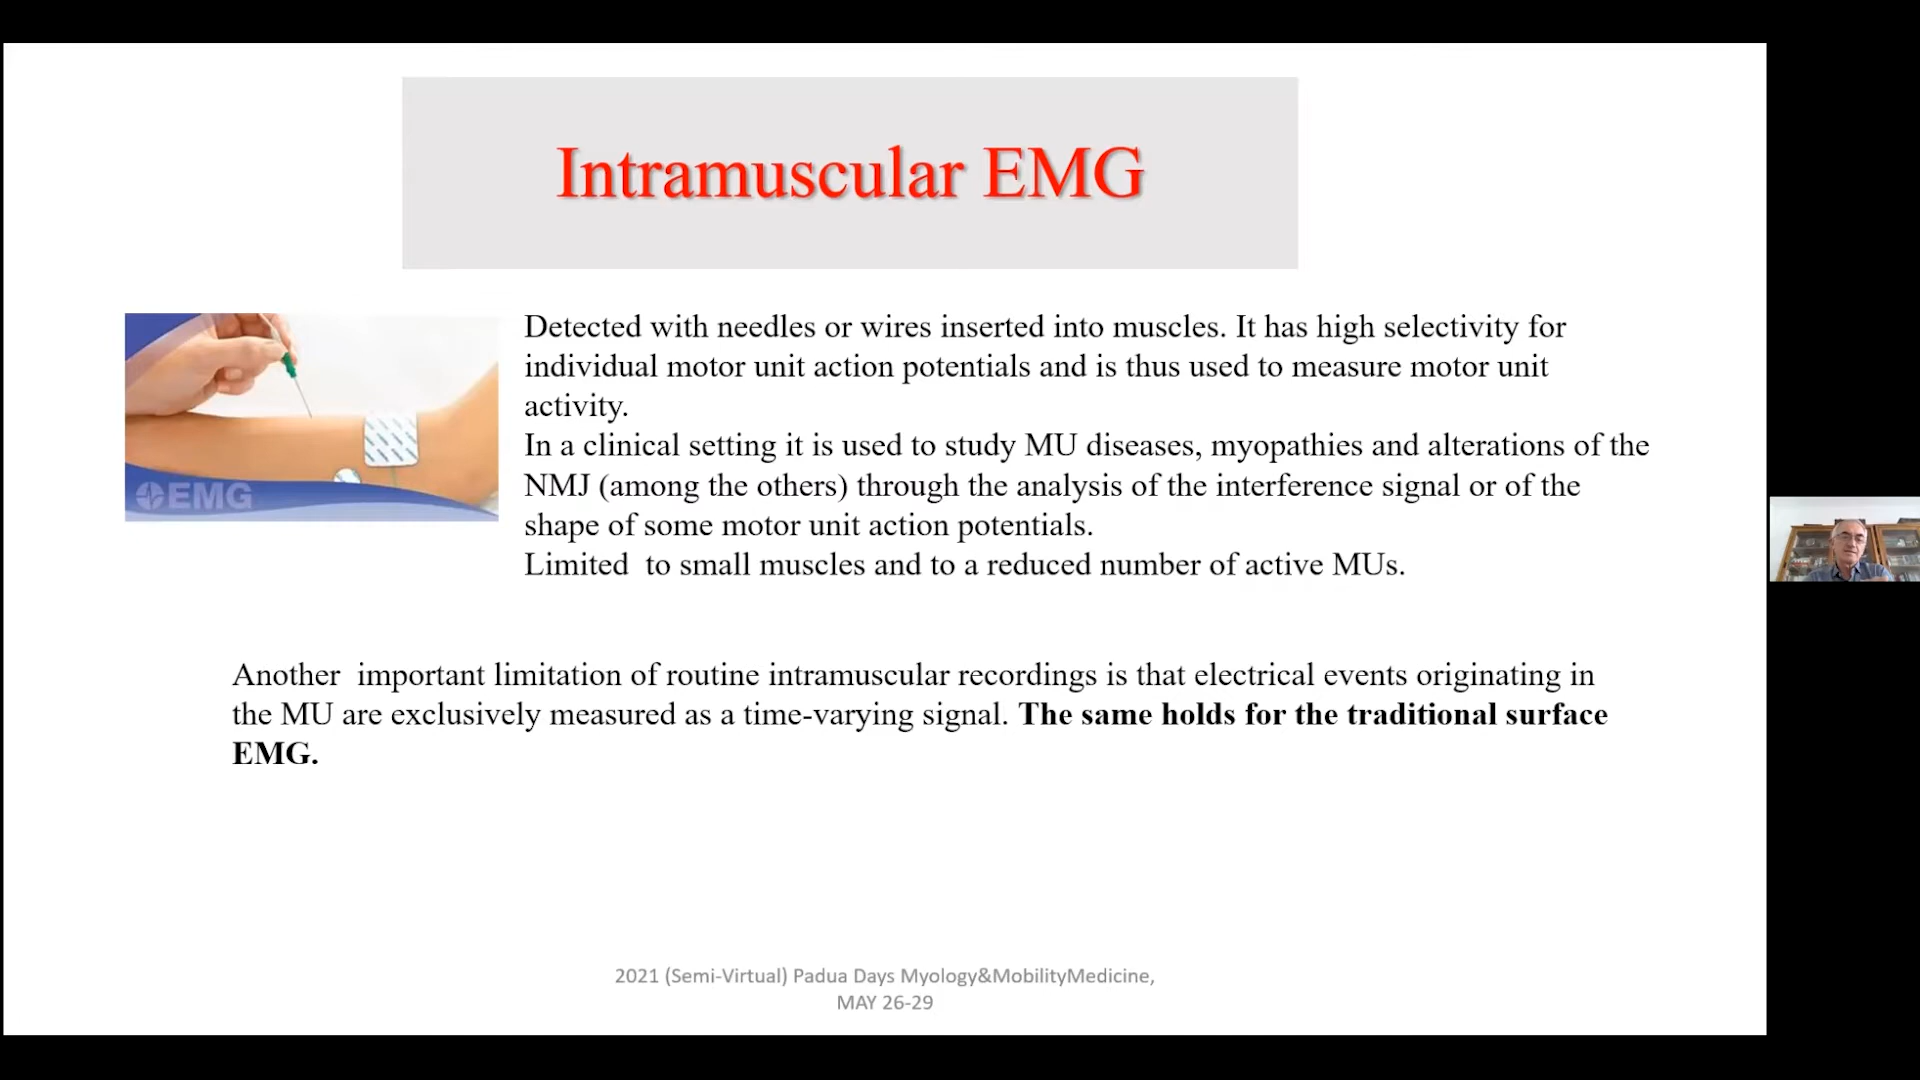 Intramuscular EMG
Detected with needles or wires inserted into muscles. It has high selectivity for
individual motor unit action potentials and is thus used to measure motor unit
activity.
In a clinical setting it is used to study MU diseases, myopathies and alterations of the
NMJ (among the others) through the analysis of the interference signal or of the
shape of some motor unit action potentials.
Limited  to small muscles and to a reduced number of active MUs.
EMG
Another  important limitation of routine intramuscular recordings is that electrical events originating in
the MU are exclusively measured as a time-varying signal. The same holds for the traditional surface
EMG.
2021 (Semi-Virtual) Padua Days Myology&MobilityMedicine,
MAY 26-29